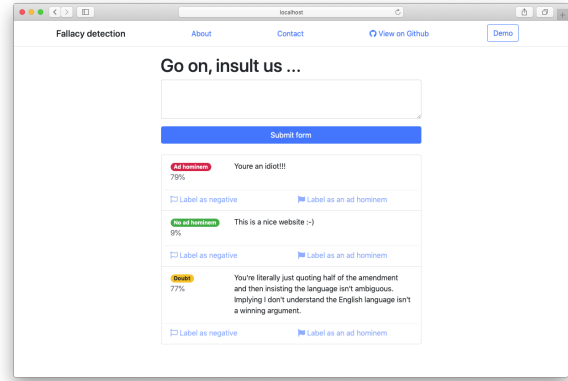 localhost
Fallacy detection About Contact View on Github Demo
Go on, insult us ...
Submit form
Ad hominem Youre an idiot!!!
79%
Label as negative Label as an ad hominem
No ad hominem This is a nice website :-)
9%
Label as negative Label as an ad hominem
Doubt You're literally just quoting half of the amendment
77% and then insisting the language isn't ambiguous.
Implying I don't understand the English language isn't
a winning argument.
Label as negative Label as an ad hominem